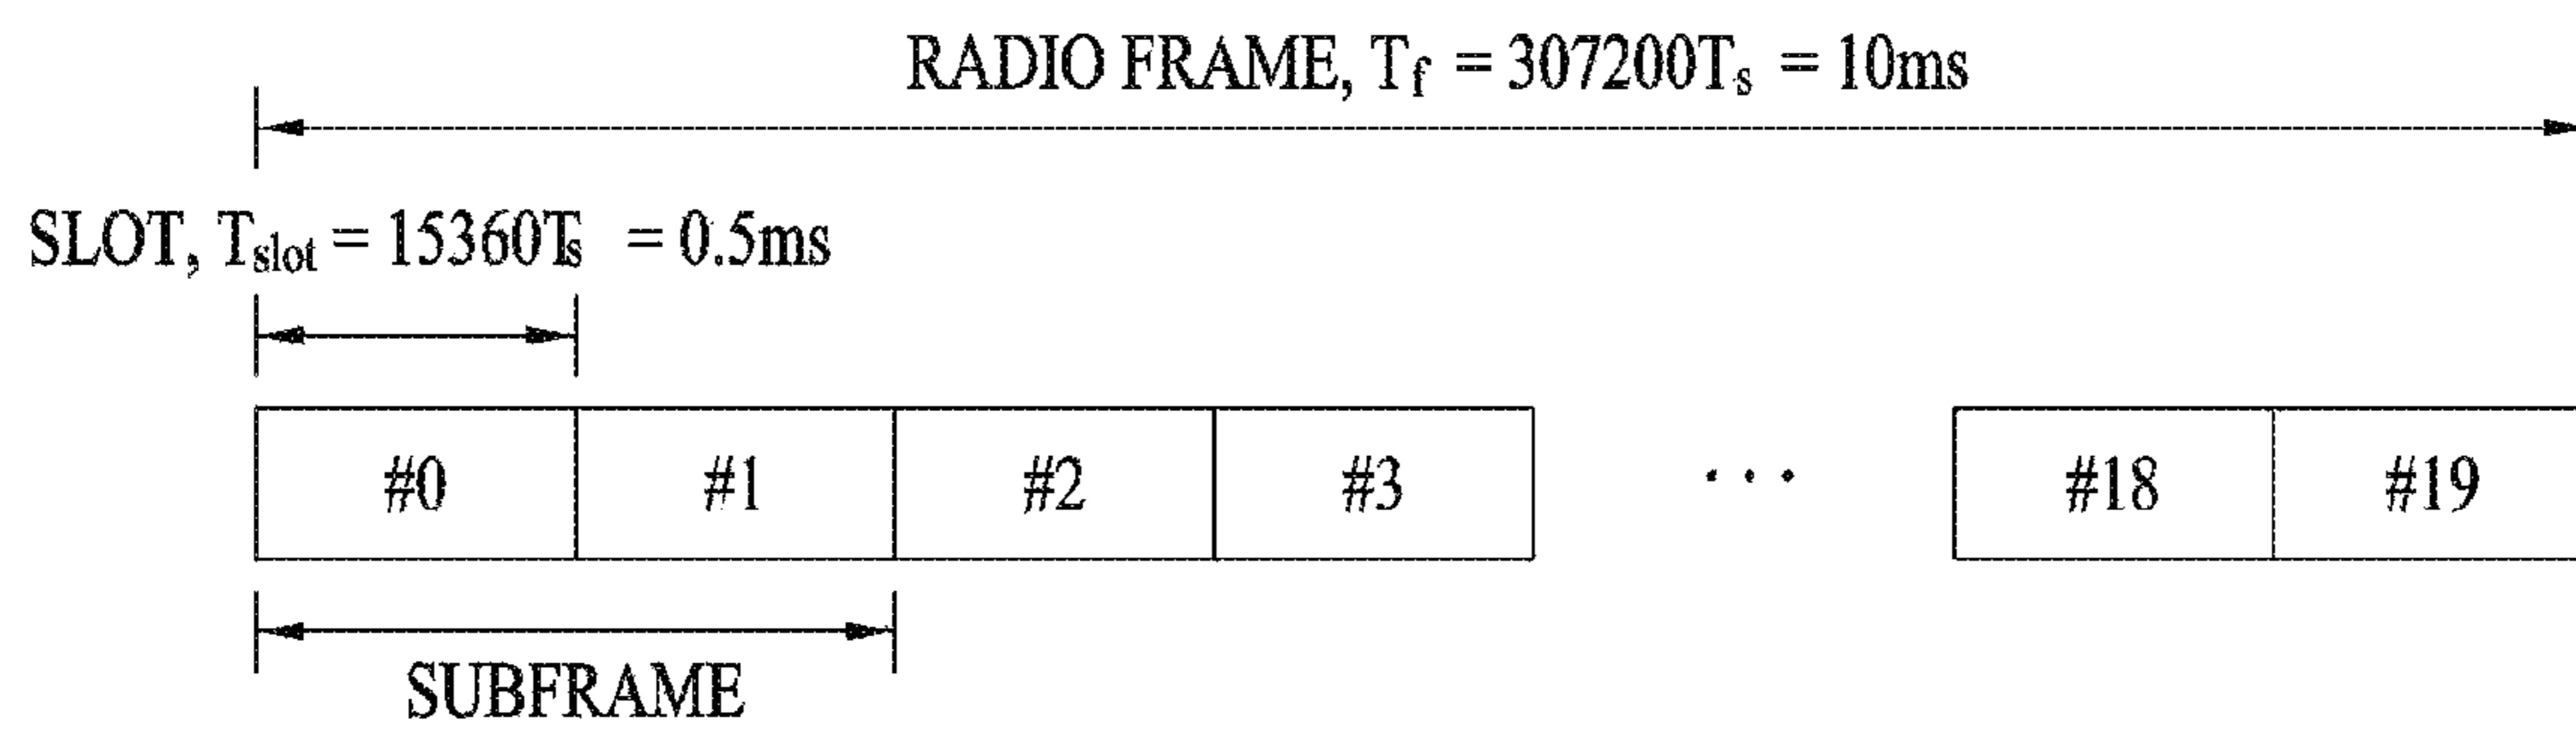 RADIO FRAME, Tf = 307200Ts = 10ms
SLOT, Tslot = 15360Ts = 0.5ms
#0 #1 #2 #3 ... #18 #19
SUBFRAME